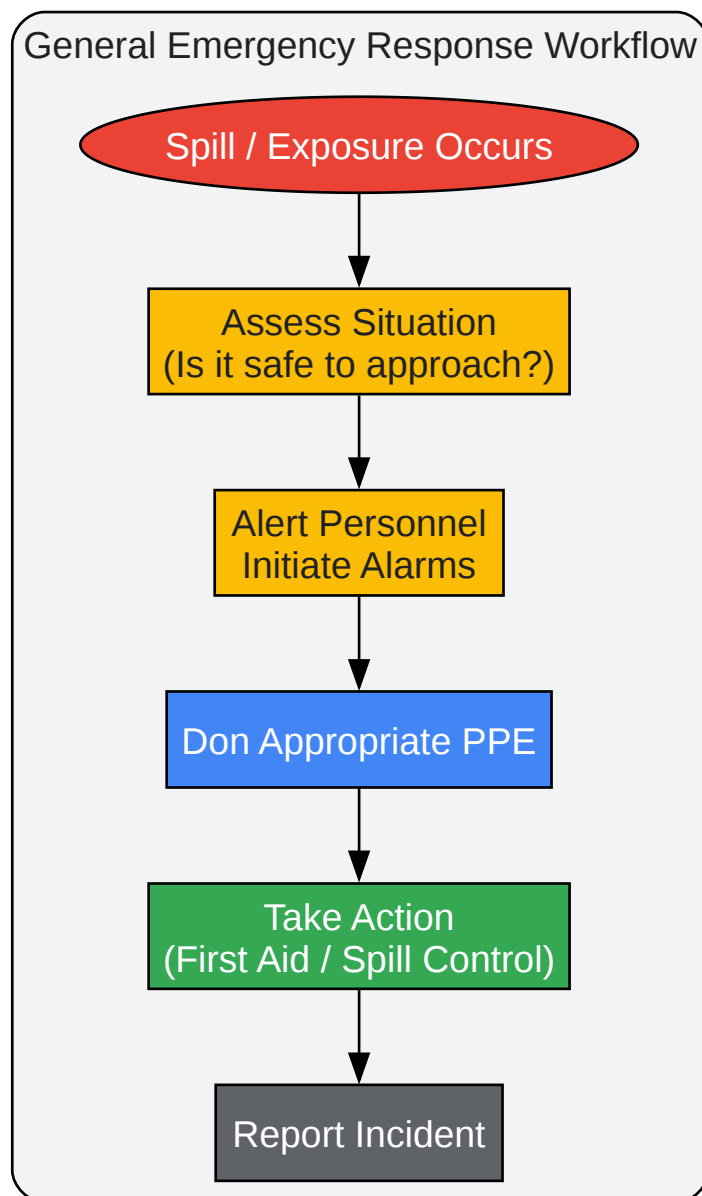 General Emergency Response Workflow
Spill / Exposure Occurs
Assess Situation
(Is it safe to approach?)
Alert Personnel
Initiate Alarms
Don Appropriate PPE
Take Action
(First Aid / Spill Control)
Report Incident